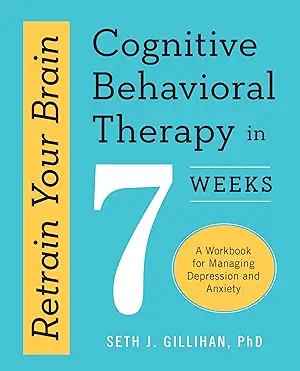 Retrain Your Brain
Cognitive
Behavioral
Therapy in
7
WEEKS
A Workbook
for Managing
Depression and
Anxiety
SETH J. GILLIHAN, PhD